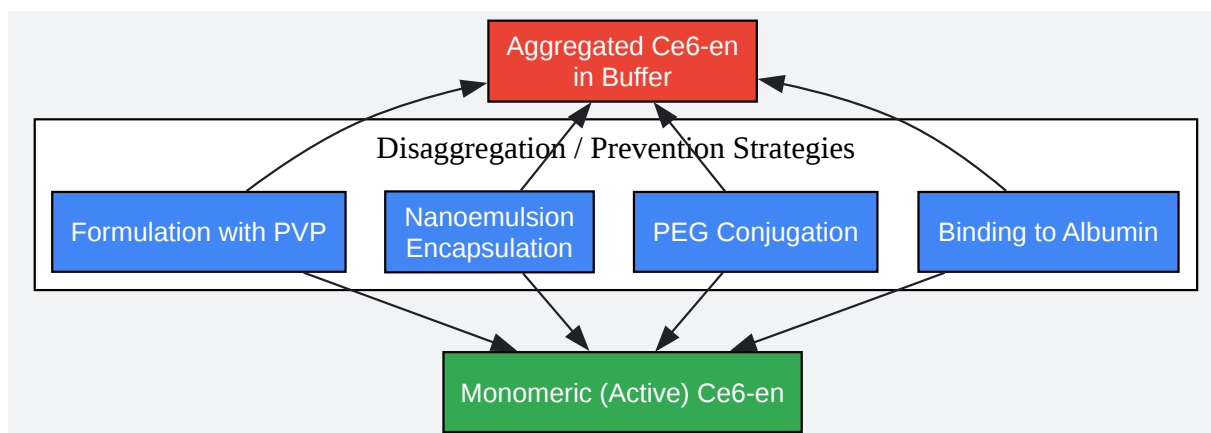 Aggregated Ce6-en
in Buffer
Disaggregation / Prevention Strategies
Formulation with PVP
Nanoemulsion
Encapsulation
PEG Conjugation
Binding to Albumin
Monomeric (Active) Ce6-en